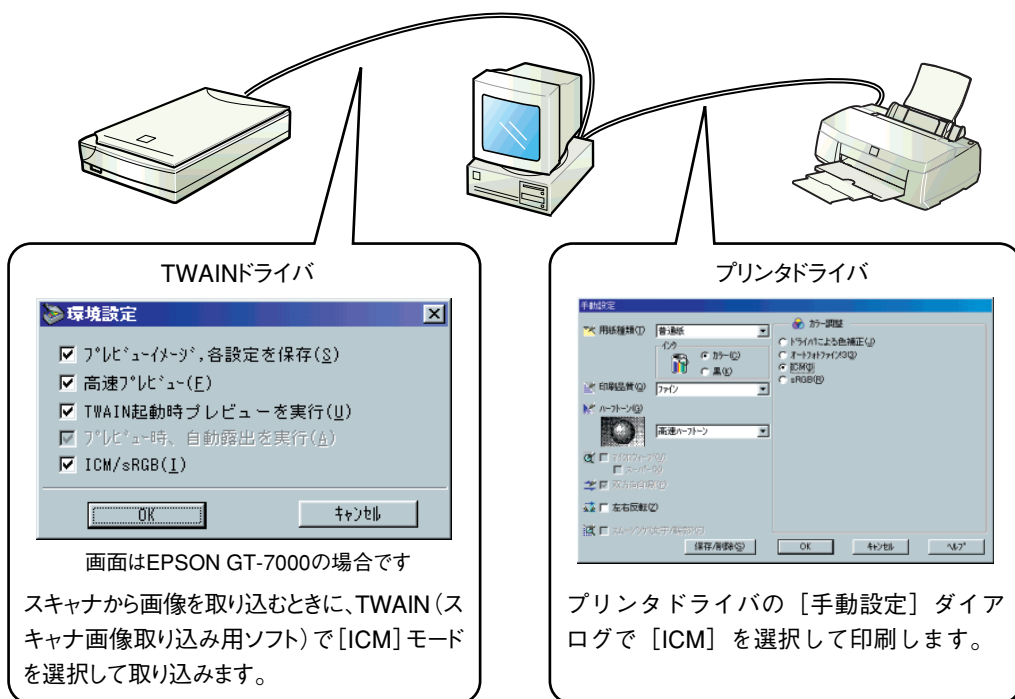 TWAINドライバ
環境設定
プレビューイメージ,各設定を保存(S)
高速プレビュー(F)
TWAIN起動時プレビューを実行(U)
プレビュー時、自動露出を実行(A)
ICM/sRGB(I)
OK
キャンセル
画面はEPSON GT-7000の場合です
スキャナから画像を取り込むときに、TWAIN(ス
キャナ画像取り込み用ソフト)で[ICM]モード
を選択して取り込みます。
プリンタドライバ
手動設定
用紙種類(T)
普通紙
インク
カラー(C)
黒(K)
印刷品質(Q)
ファイン
ハーフトーン(G)
高速ハーフトーン
左右反転(Z)
保存/削除(S)
カラー調整
ドライバによる色補正(J)
オートフォトファイン!3(3)
ICM(I)
sRGB(R)
OK
キャンセル
ヘルプ
プリンタドライバの[手動設定]ダイア
ログで[ICM]を選択して印刷します。